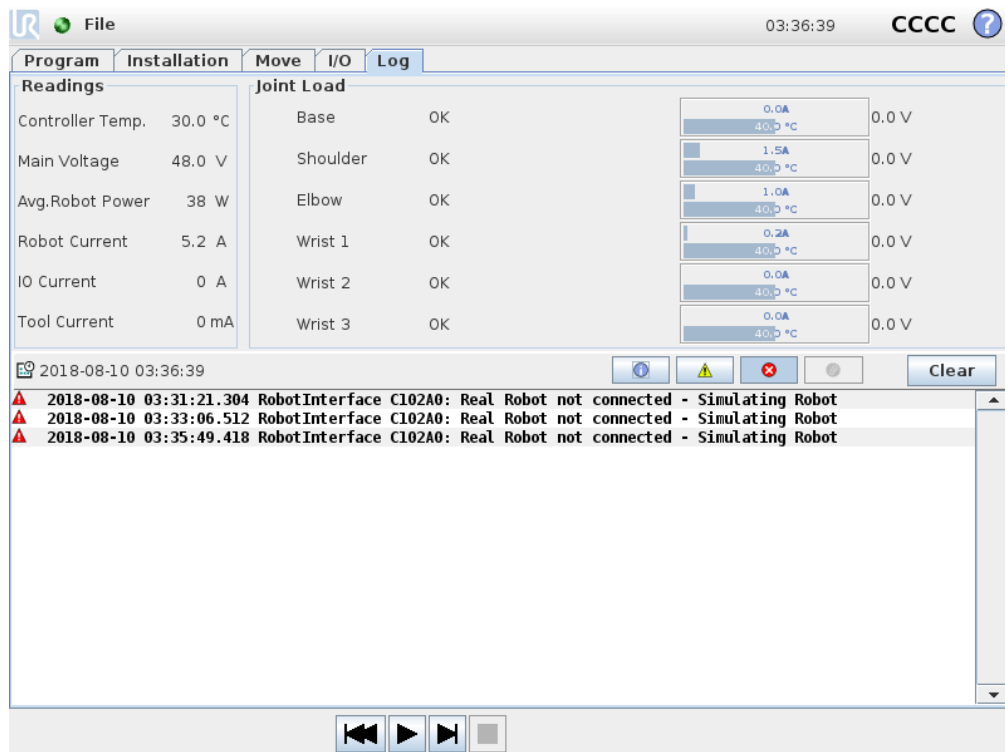 UR File 03:36:39 CCCC ?
Program Installation Move I/O Log
Readings
Controller Temp. 30.0 °C
Main Voltage 48.0 V
Avg.Robot Power 38 W
Robot Current 5.2 A
IO Current 0 A
Tool Current 0 mA
Joint Load
Base OK 0.0A 40.0 °C 0.0 V
Shoulder OK 1.5A 40.0 °C 0.0 V
Elbow OK 1.0A 40.0 °C 0.0 V
Wrist 1 OK 0.2A 40.0 °C 0.0 V
Wrist 2 OK 0.0A 40.0 °C 0.0 V
Wrist 3 OK 0.0A 40.0 °C 0.0 V
2018-08-10 03:36:39 Clear
2018-08-10 03:31:21.304 RobotInterface C102A0: Real Robot not connected - Simulating Robot
2018-08-10 03:33:06.512 RobotInterface C102A0: Real Robot not connected - Simulating Robot
2018-08-10 03:35:49.418 RobotInterface C102A0: Real Robot not connected - Simulating Robot